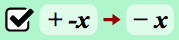 + -x → − x